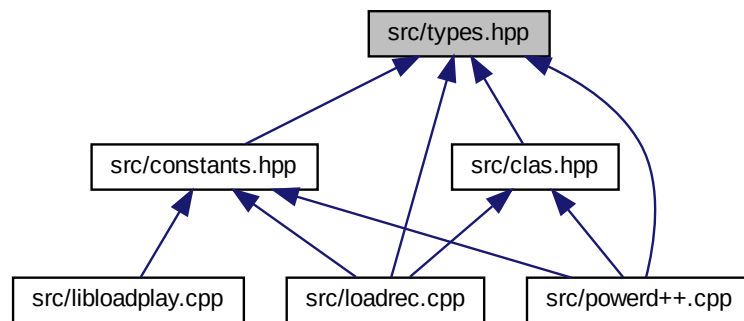 src/types.hpp
src/constants.hpp
src/clas.hpp
src/libloadplay.cpp
src/loadrec.cpp
src/powerd++.cpp